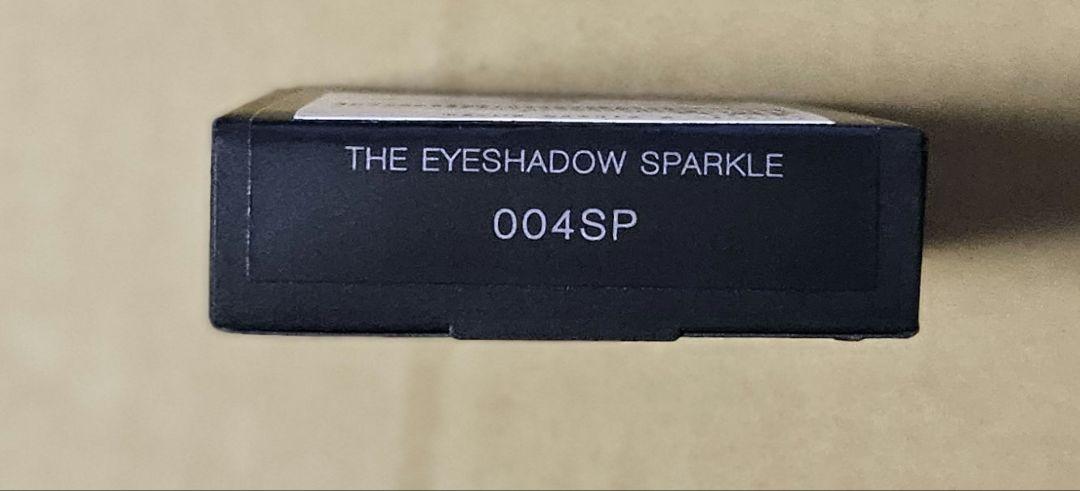 THE EYESHADOW SPARKLE
004SP